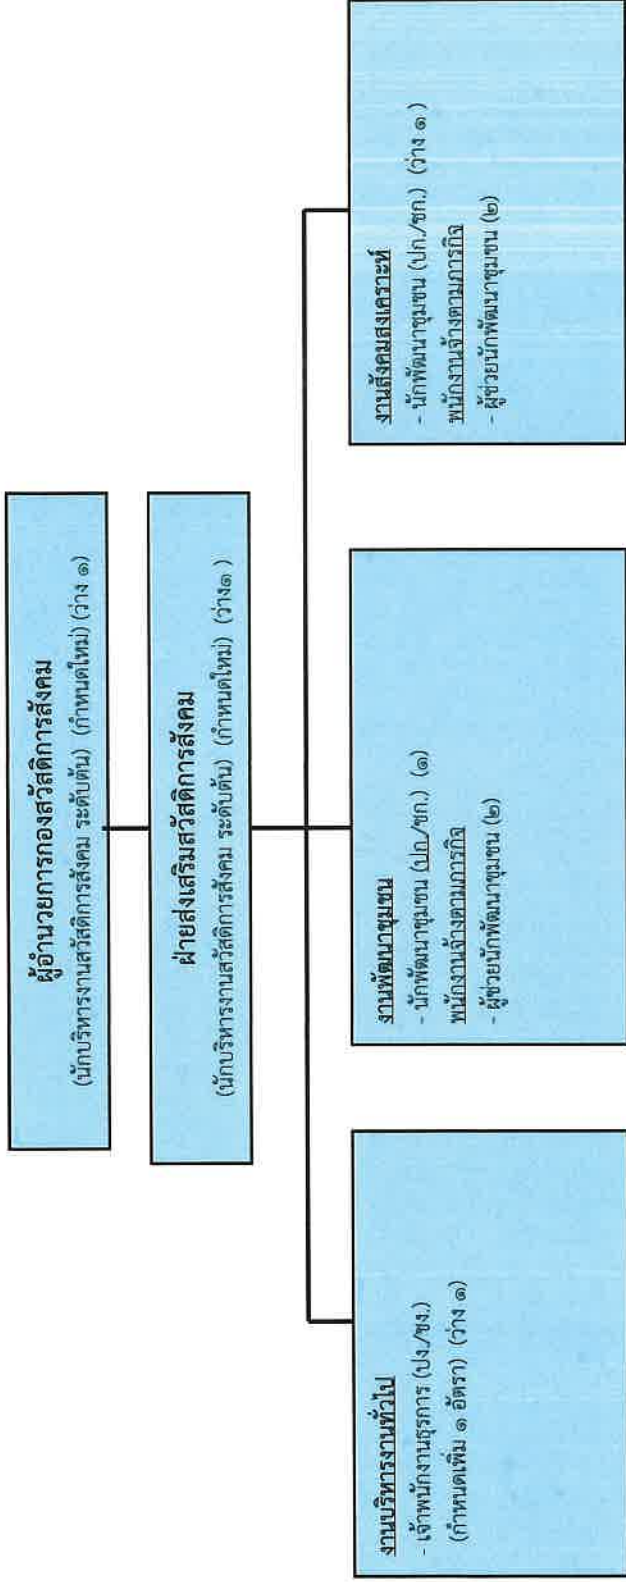 ผู้อำนวยการกองสวัสดิการสังคม
(นักบริหารงานสวัสดิการสังคม ระดับต้น) (กำหนดใหม่) (ว่าง ๑)
ฝ่ายส่งเสริมสวัสดิการสังคม
(นักบริหารงานสวัสดิการสังคม ระดับต้น) (กำหนดใหม่) (ว่าง๑ )
งานบริหารงานทั่วไป
- เจ้าพนักงานธุรการ (ปง./ชง.)
(กำหนดเพิ่ม ๑ อัตรา) (ว่าง ๑)
งานพัฒนาชุมชน
- นักพัฒนาชุมชน (ปก./ชก.) (๑)
พนักงานจ้างตามภารกิจ
- ผู้ช่วยนักพัฒนาชุมชน (๒)
งานสังคมสงเคราะห์
- นักพัฒนาชุมชน (ปก./ชก.) (ว่าง ๑ )
พนักงานจ้างตามภารกิจ
- ผู้ช่วยนักพัฒนาชุมชน (๒)